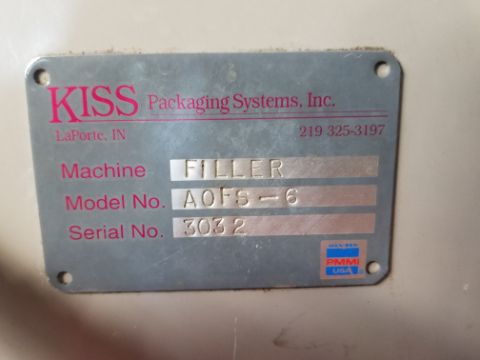 KISS Packaging Systems, Inc.
LaPorte, IN 219 325-3197
Machine FILLER
Model No. AOFS-6
Serial No. 3032
PMMI
USA